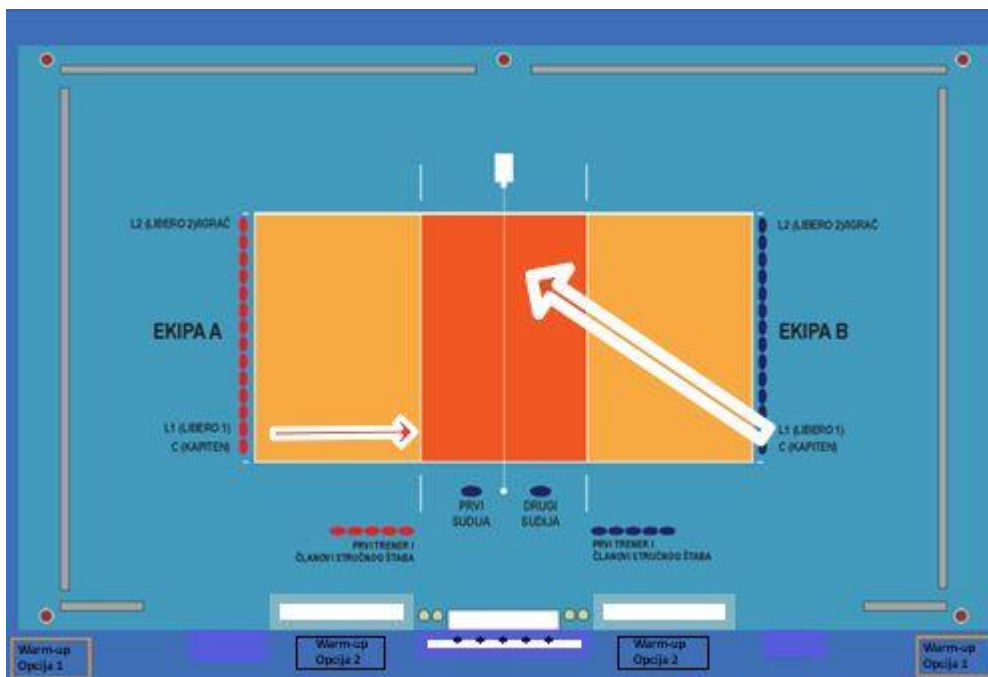 L2 (LIBERO 2)/IGRAČ
L2 (LIBERO 2)/IGRAČ
EKIPA A
EKIPA B
L1 (LIBERO 1)
C (KAPITEN)
L1 (LIBERO 1)
C (KAPITEN)
PRVI
SUDIJA
DRUGI
SUDIJA
PRVI TRENER I
ČLANOVI STRUČNOG ŠTABA
PRVI TRENER I
ČLANOVI STRUČNOG ŠTABA
Warm-up
Opcija 1
Warm-up
Opcija 2
Warm-up
Opcija 2
Warm-up
Opcija 1